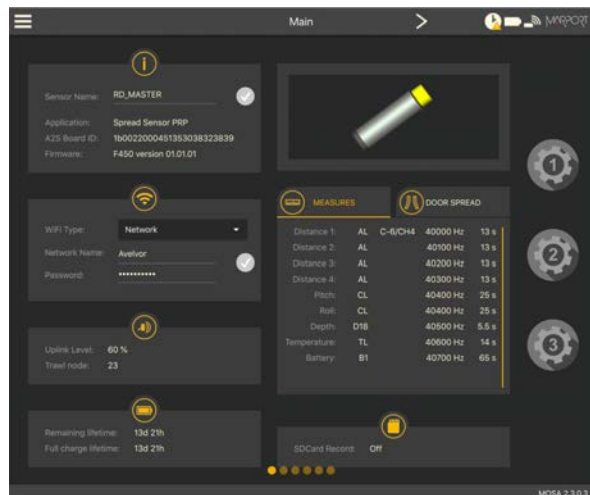 Main
MARPORT
Sensor Name: RD_MASTER
Application: Spread Sensor PRP
A2S Board ID: 1b0022000451353038323839
Firmware: F450 version 01.01.01
WiFi Type: Network
Network Name: Avelvor
Password: ••••••••••
Uplink Level: 60 %
Trawl node: 23
Remaining lifetime: 13d 21h
Full charge lifetime: 13d 21h
MEASURES DOOR SPREAD
Distance 1: AL C-6/CH4 40000 Hz 13 s
Distance 2: AL 40100 Hz 13 s
Distance 3: AL 40200 Hz 13 s
Distance 4: AL 40300 Hz 13 s
Pitch: CL 40400 Hz 25 s
Roll: CL 40400 Hz 25 s
Depth: D18 40500 Hz 5.5 s
Temperature: TL 40600 Hz 14 s
Battery: B1 40700 Hz 65 s
SDCard Record: Off
1
2
3
MOSA 2.3.0.3